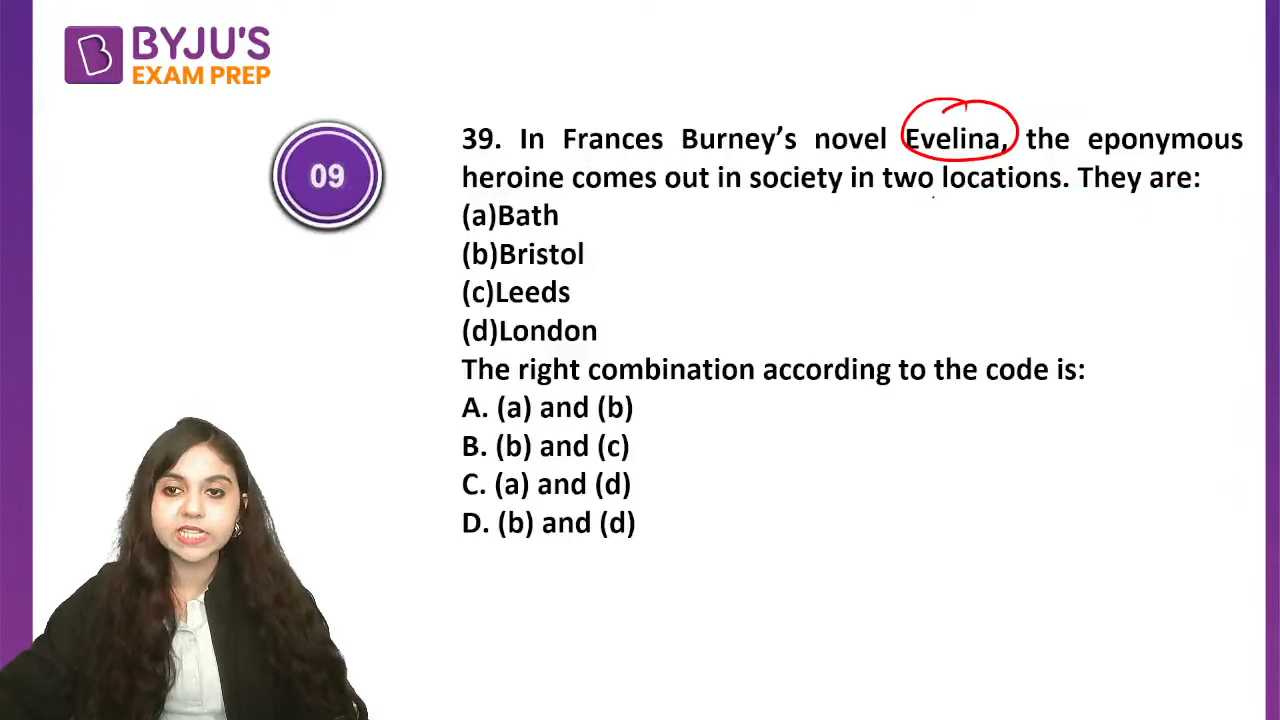 BYJU'S
EXAM PREP
09
39. In Frances Burney’s novel Evelina, the eponymous
heroine comes out in society in two locations. They are:
(a)Bath
(b)Bristol
(c)Leeds
(d)London
The right combination according to the code is:
A. (a) and (b)
B. (b) and (c)
C. (a) and (d)
D. (b) and (d)